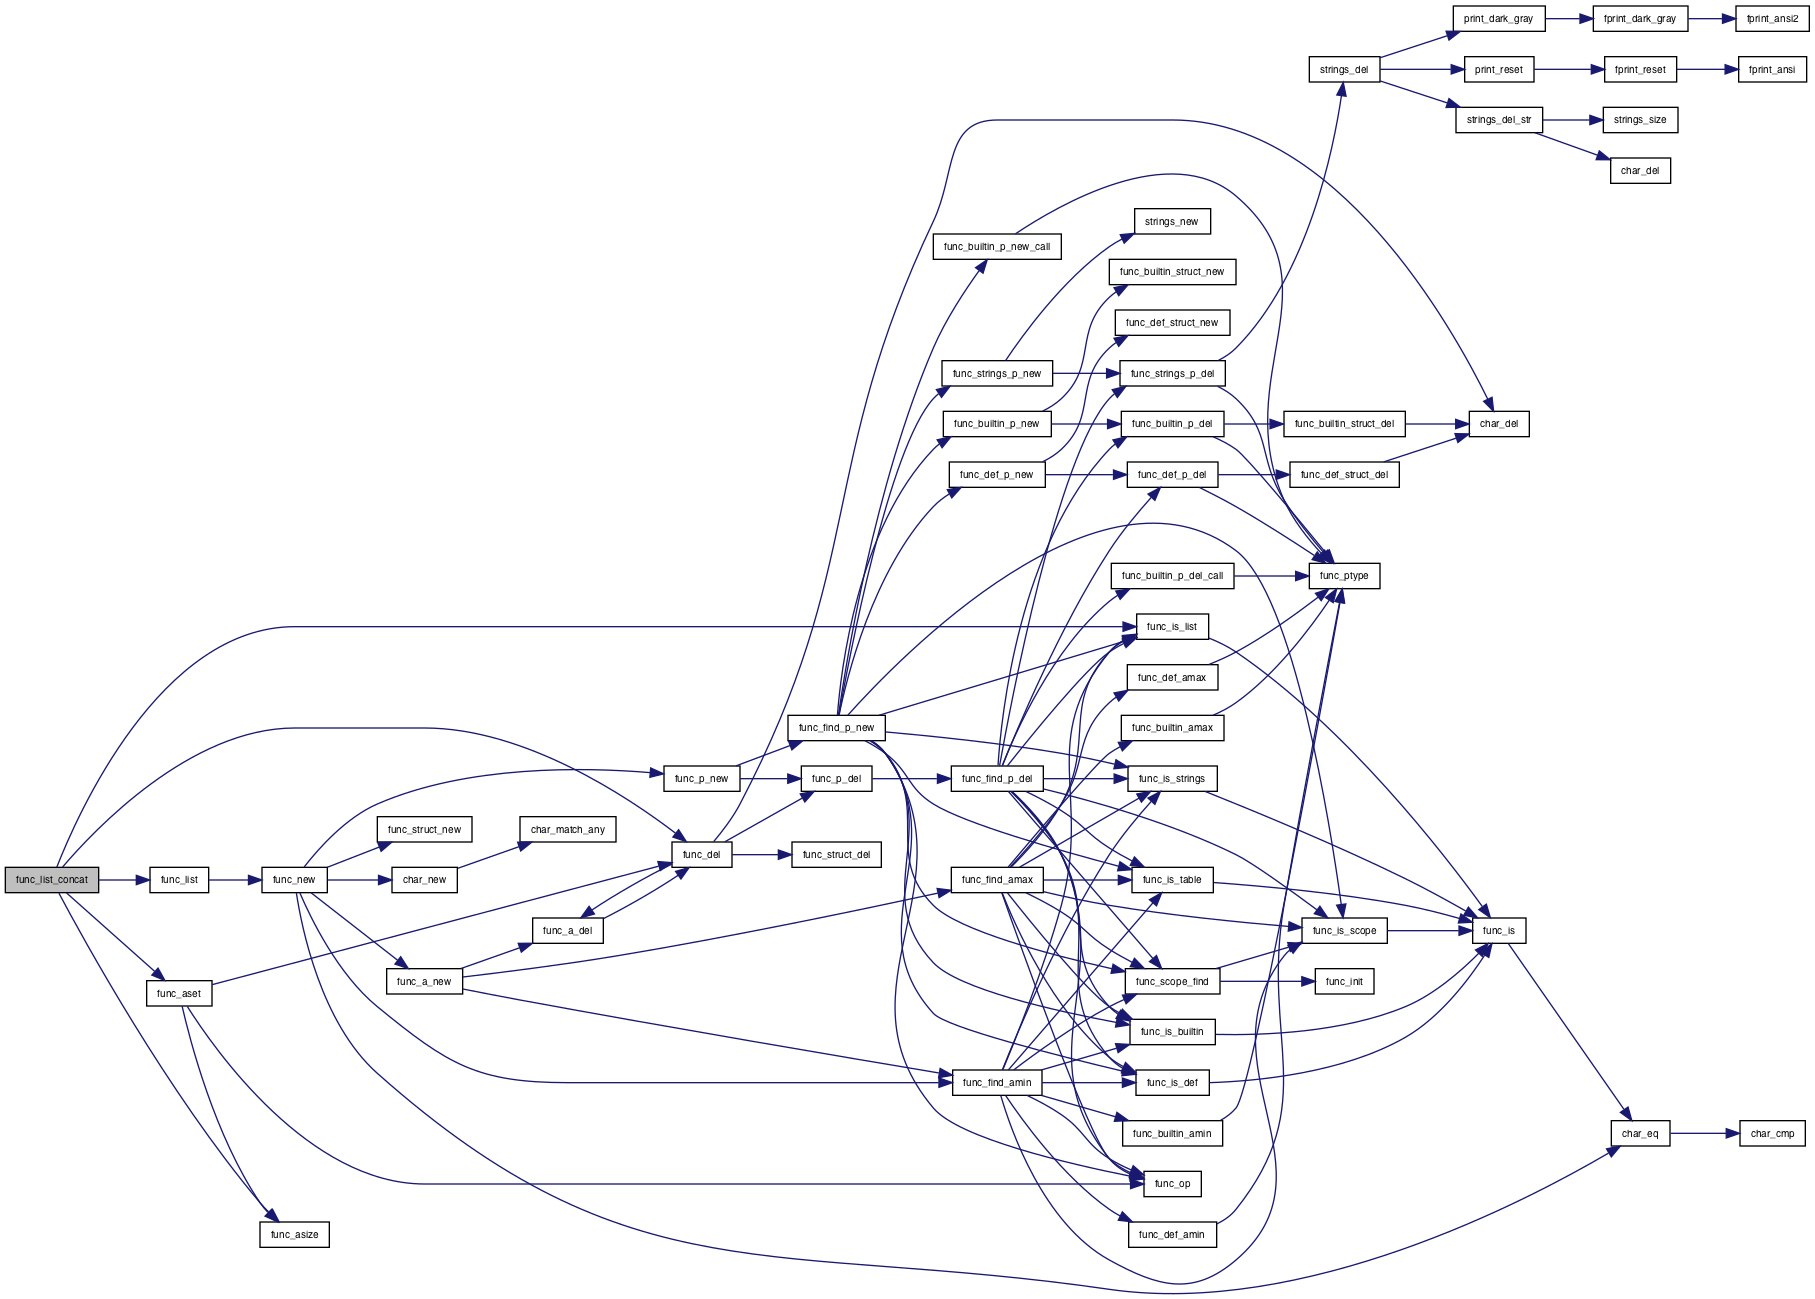 print_dark_gray
fprint_dark_gray
fprint_ansi2
strings_del
print_reset
fprint_reset
fprint_ansi
strings_del_str
strings_size
char_del
strings_new
func_builtin_p_new_call
func_builtin_struct_new
func_def_struct_new
func_strings_p_new
func_strings_p_del
func_builtin_p_new
func_builtin_p_del
func_builtin_struct_del
char_del
func_def_p_new
func_def_p_del
func_def_struct_del
func_builtin_p_del_call
func_ptype
func_is_list
func_def_amax
func_find_p_new
func_builtin_amax
func_p_new
func_p_del
func_find_p_del
func_is_strings
func_struct_new
char_match_any
func_del
func_struct_del
func_list_concat
func_list
func_new
char_new
func_find_amax
func_is_table
func_a_del
func_is_scope
func_is
func_a_new
func_scope_find
func_init
func_aset
func_is_builtin
func_find_amin
func_is_def
func_builtin_amin
char_eq
char_cmp
func_op
func_asize
func_def_amin